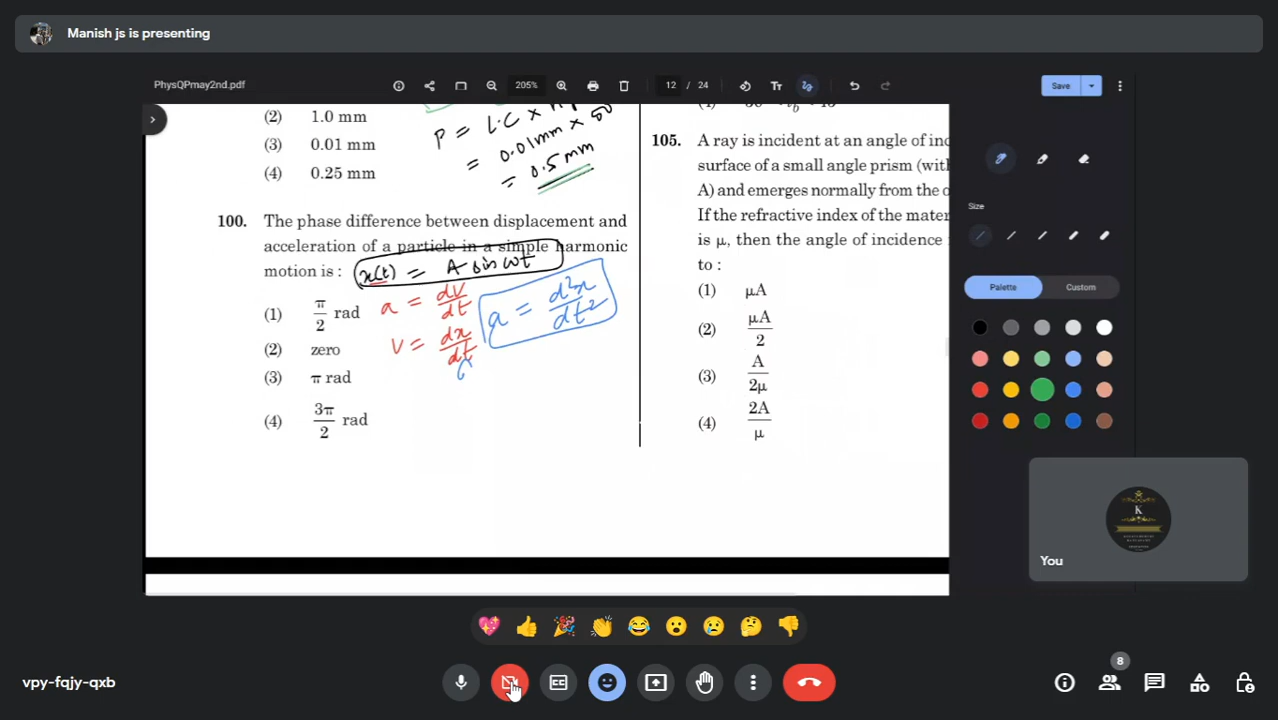 Manish js is presenting
PhysQPmay2nd.pdf
205%
12 / 24
Tt
Save
(2) 1.0 mm
(3) 0.01 mm
(4) 0.25 mm
P = L.C ×
= 0.01mm × 50
= 0.5 mm
100. The phase difference between displacement and
acceleration of a particle in a simple harmonic
motion is :
x(t) = A sin ωt
a = dv/dt
v = dx/dt
a = d²x/dt²
(1) π/2 rad
(2) zero
(3) π rad
(4) 3π/2 rad
105. A ray is incident at an angle of inc
surface of a small angle prism (with
A) and emerges normally from the o
If the refractive index of the mater
is μ, then the angle of incidence
to :
(1) μA
(2) μA/2
(3) A/2μ
(4) 2A/μ
Size
Palette
Custom
K
You
vpy-fqjy-qxb
CC
8